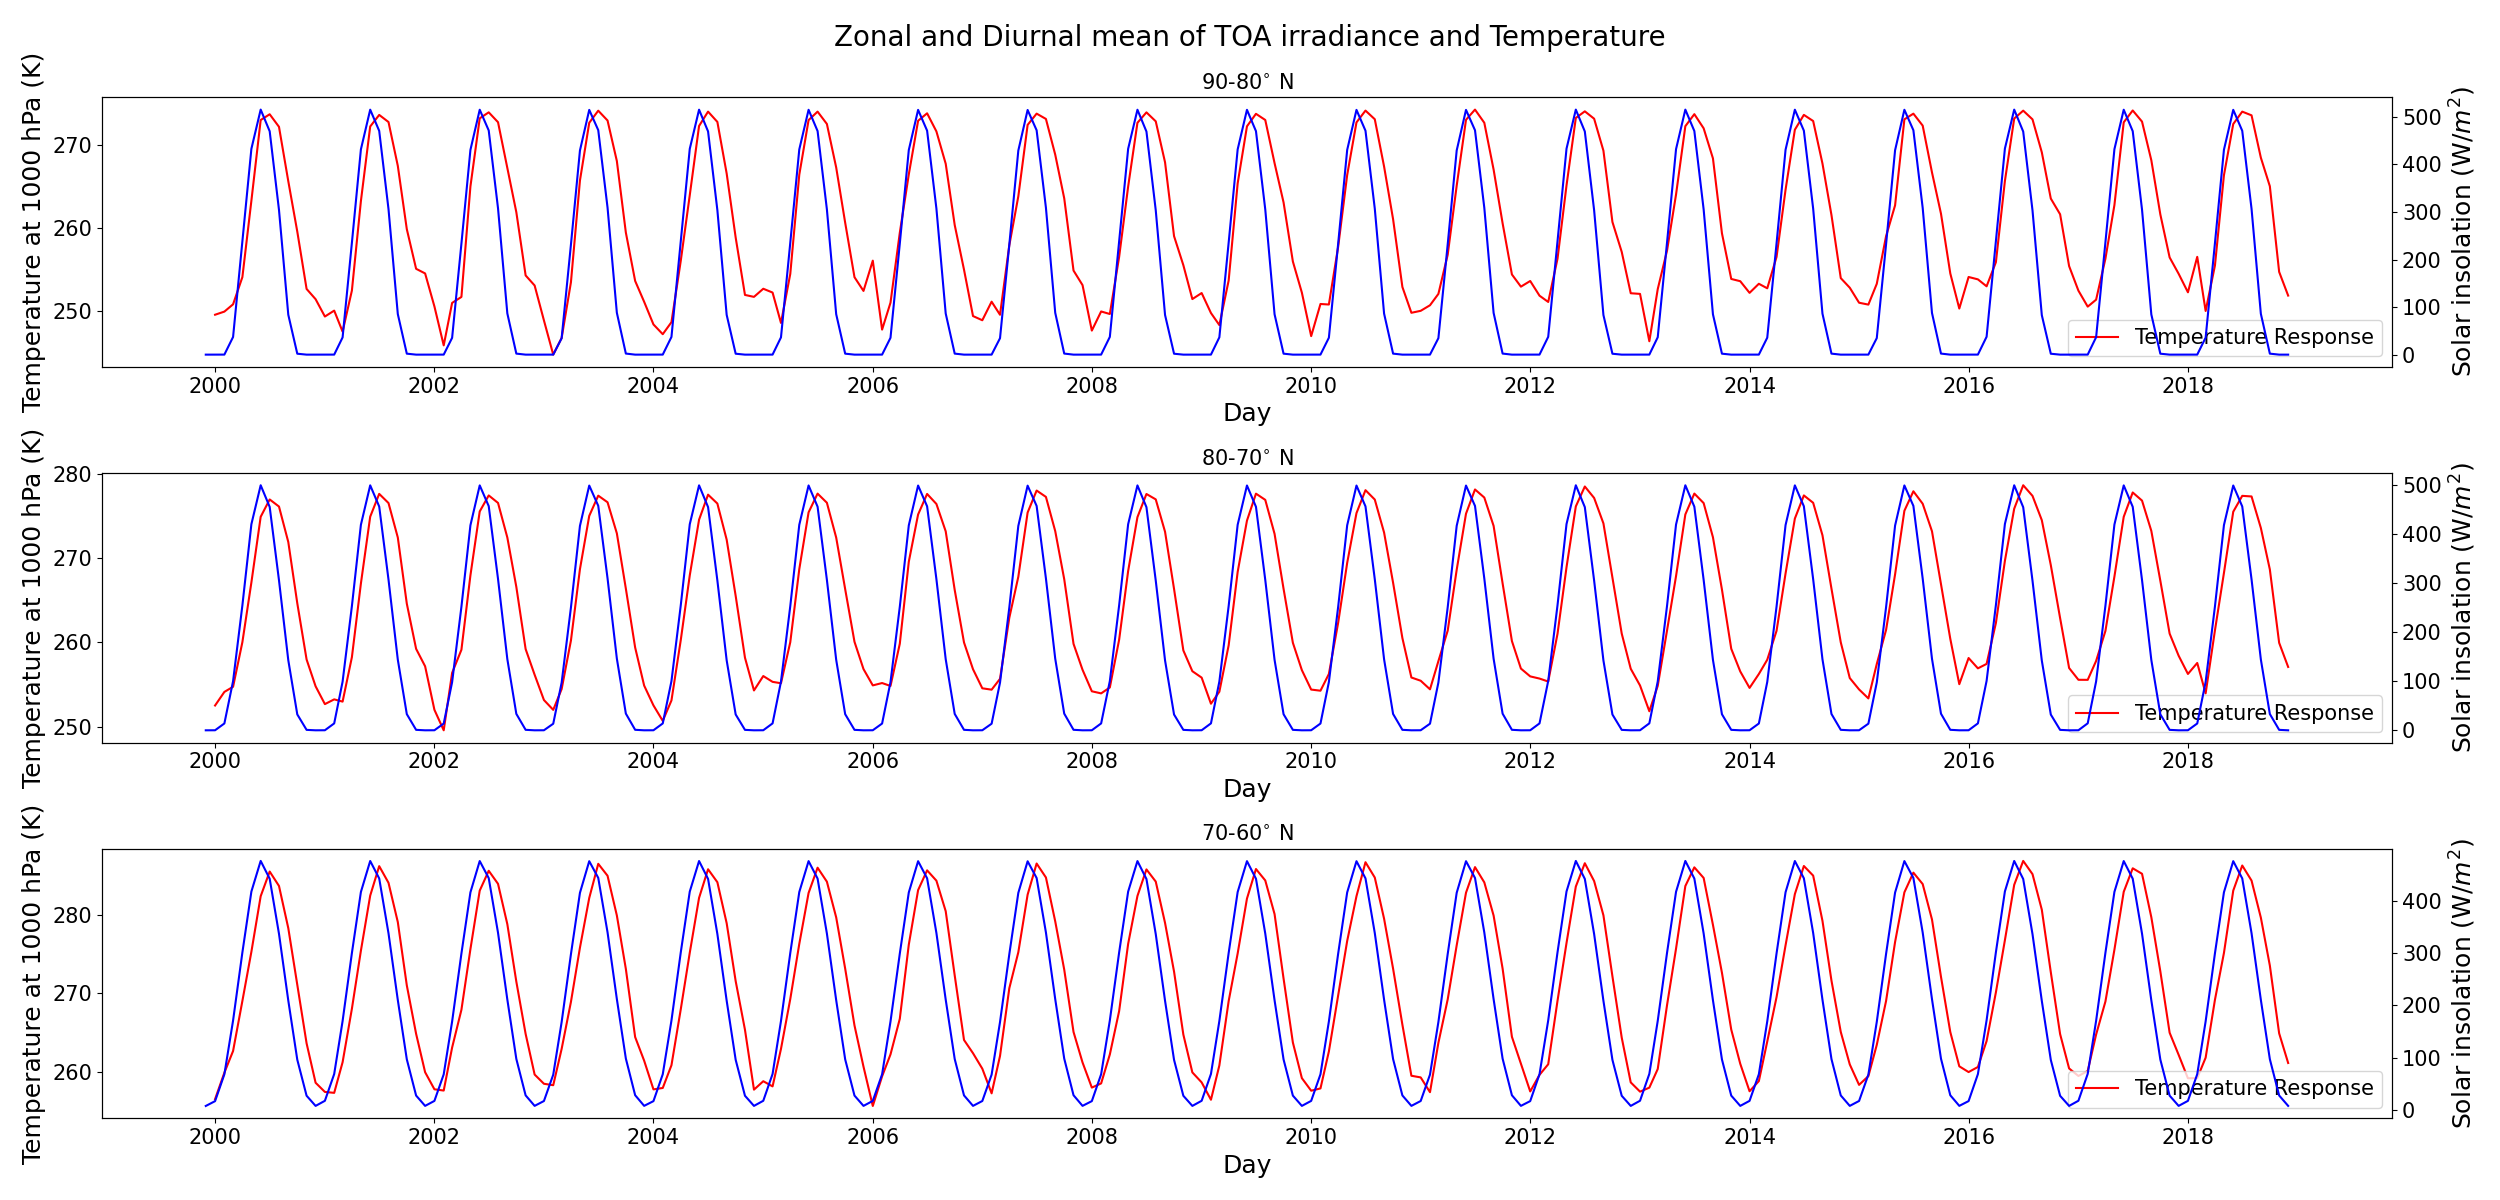 Zonal and Diurnal mean of TOA irradiance and Temperature
90-80° N
Temperature at 1000 hPa (K)
270
260
250
Solar insolation (W/m²)
500
400
300
200
100
0
Temperature Response
2000 2002 2004 2006 2008 2010 2012 2014 2016 2018
Day
80-70° N
Temperature at 1000 hPa (K)
280
270
260
250
Solar insolation (W/m²)
500
400
300
200
100
0
Temperature Response
2000 2002 2004 2006 2008 2010 2012 2014 2016 2018
Day
70-60° N
Temperature at 1000 hPa (K)
280
270
260
Solar insolation (W/m²)
400
300
200
100
0
Temperature Response
2000 2002 2004 2006 2008 2010 2012 2014 2016 2018
Day